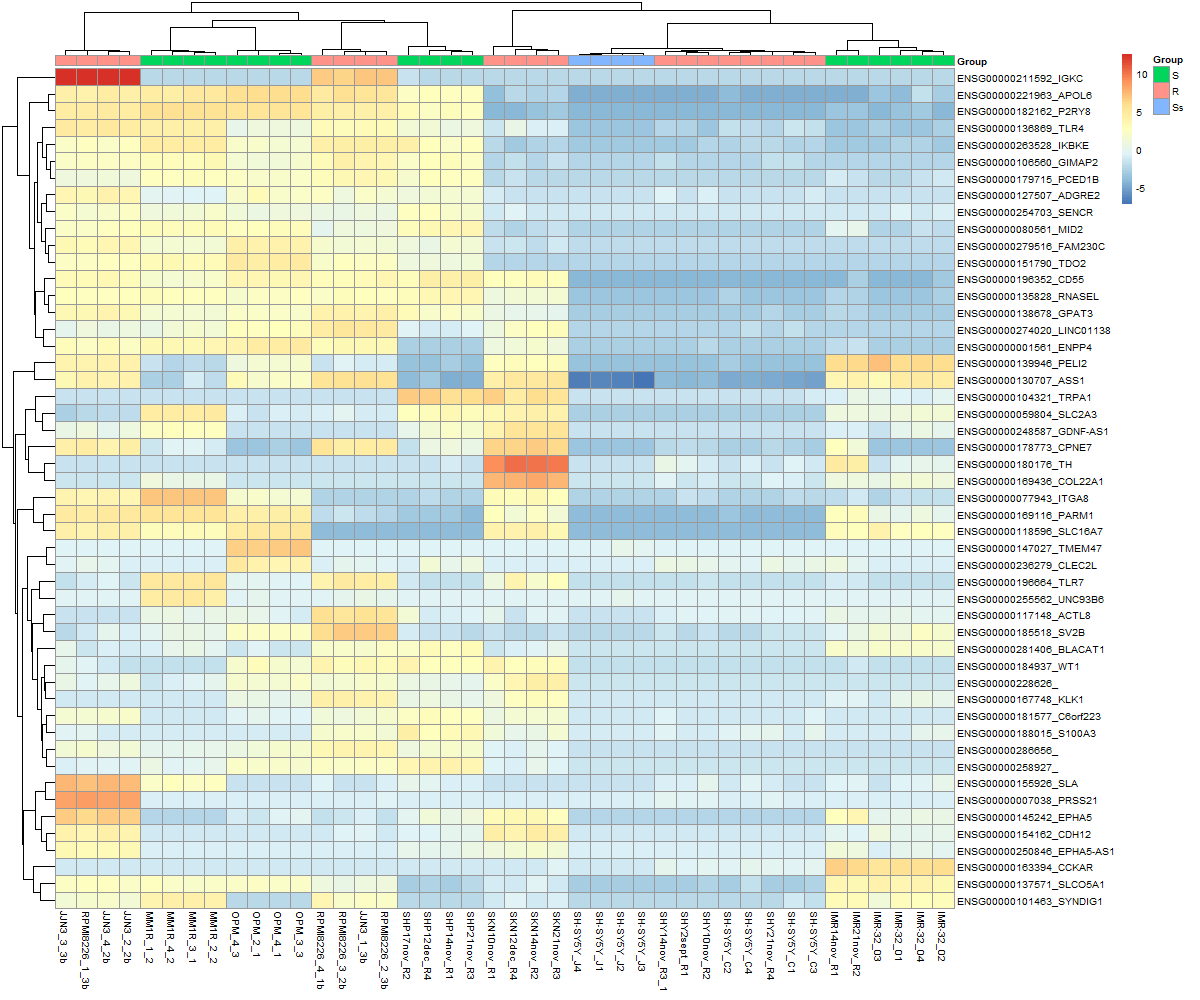 Group
Group
S
R
Ss
10
5
0
-5
ENSG00000211592_IGKC
ENSG00000221963_APOL6
ENSG00000182162_P2RY8
ENSG00000136869_TLR4
ENSG00000263528_IKBKE
ENSG00000106560_GIMAP2
ENSG00000179715_PCED1B
ENSG00000127507_ADGRE2
ENSG00000254703_SENCR
ENSG00000080561_MID2
ENSG00000279516_FAM230C
ENSG00000151790_TDO2
ENSG00000196352_CD55
ENSG00000135828_RNASEL
ENSG00000138678_GPAT3
ENSG00000274020_LINC01138
ENSG00000001561_ENPP4
ENSG00000139946_PELI2
ENSG00000130707_ASS1
ENSG00000104321_TRPA1
ENSG00000059804_SLC2A3
ENSG00000248587_GDNF-AS1
ENSG00000178773_CPNE7
ENSG00000180176_TH
ENSG00000169436_COL22A1
ENSG00000077943_ITGA8
ENSG00000169116_PARM1
ENSG00000118596_SLC16A7
ENSG00000147027_TMEM47
ENSG00000236279_CLEC2L
ENSG00000196664_TLR7
ENSG00000255562_UNC93B6
ENSG00000117148_ACTL8
ENSG00000185518_SV2B
ENSG00000281406_BLACAT1
ENSG00000184937_WT1
ENSG00000228626_
ENSG00000167748_KLK1
ENSG00000181577_C6orf223
ENSG00000188015_S100A3
ENSG00000286656_
ENSG00000258927_
ENSG00000155926_SLA
ENSG00000007038_PRSS21
ENSG00000145242_EPHA5
ENSG00000154162_CDH12
ENSG00000250846_EPHA5-AS1
ENSG00000163394_CCKAR
ENSG00000137571_SLCO5A1
ENSG00000101463_SYNDIG1
JJN3_3_3b
RPMI8226_1_3b
JJN3_4_2b
JJN3_2_2b
MM1R_1_2
MM1R_4_2
MM1R_3_1
MM1R_2_2
OPM_4_3
OPM_2_1
OPM_4_1
OPM_3_3
RPMI8226_4_1b
RPMI8226_3_2b
JJN3_1_3b
RPMI8226_2_3b
SHP17nov_R2
SHP12dec_R4
SHP14nov_R1
SHP21nov_R3
SKN10nov_R1
SKN12dec_R4
SKN14nov_R2
SKN21nov_R3
SH-SY5Y_J4
SH-SY5Y_J1
SH-SY5Y_J2
SH-SY5Y_J3
SHY14nov_R3_1
SHY2sept_R1
SHY10nov_R2
SH-SY5Y_C2
SH-SY5Y_C4
SHY21nov_R4
SH-SY5Y_C1
SH-SY5Y_C3
IMR14nov_R1
IMR21nov_R2
IMR-32_03
IMR-32_01
IMR-32_04
IMR-32_02